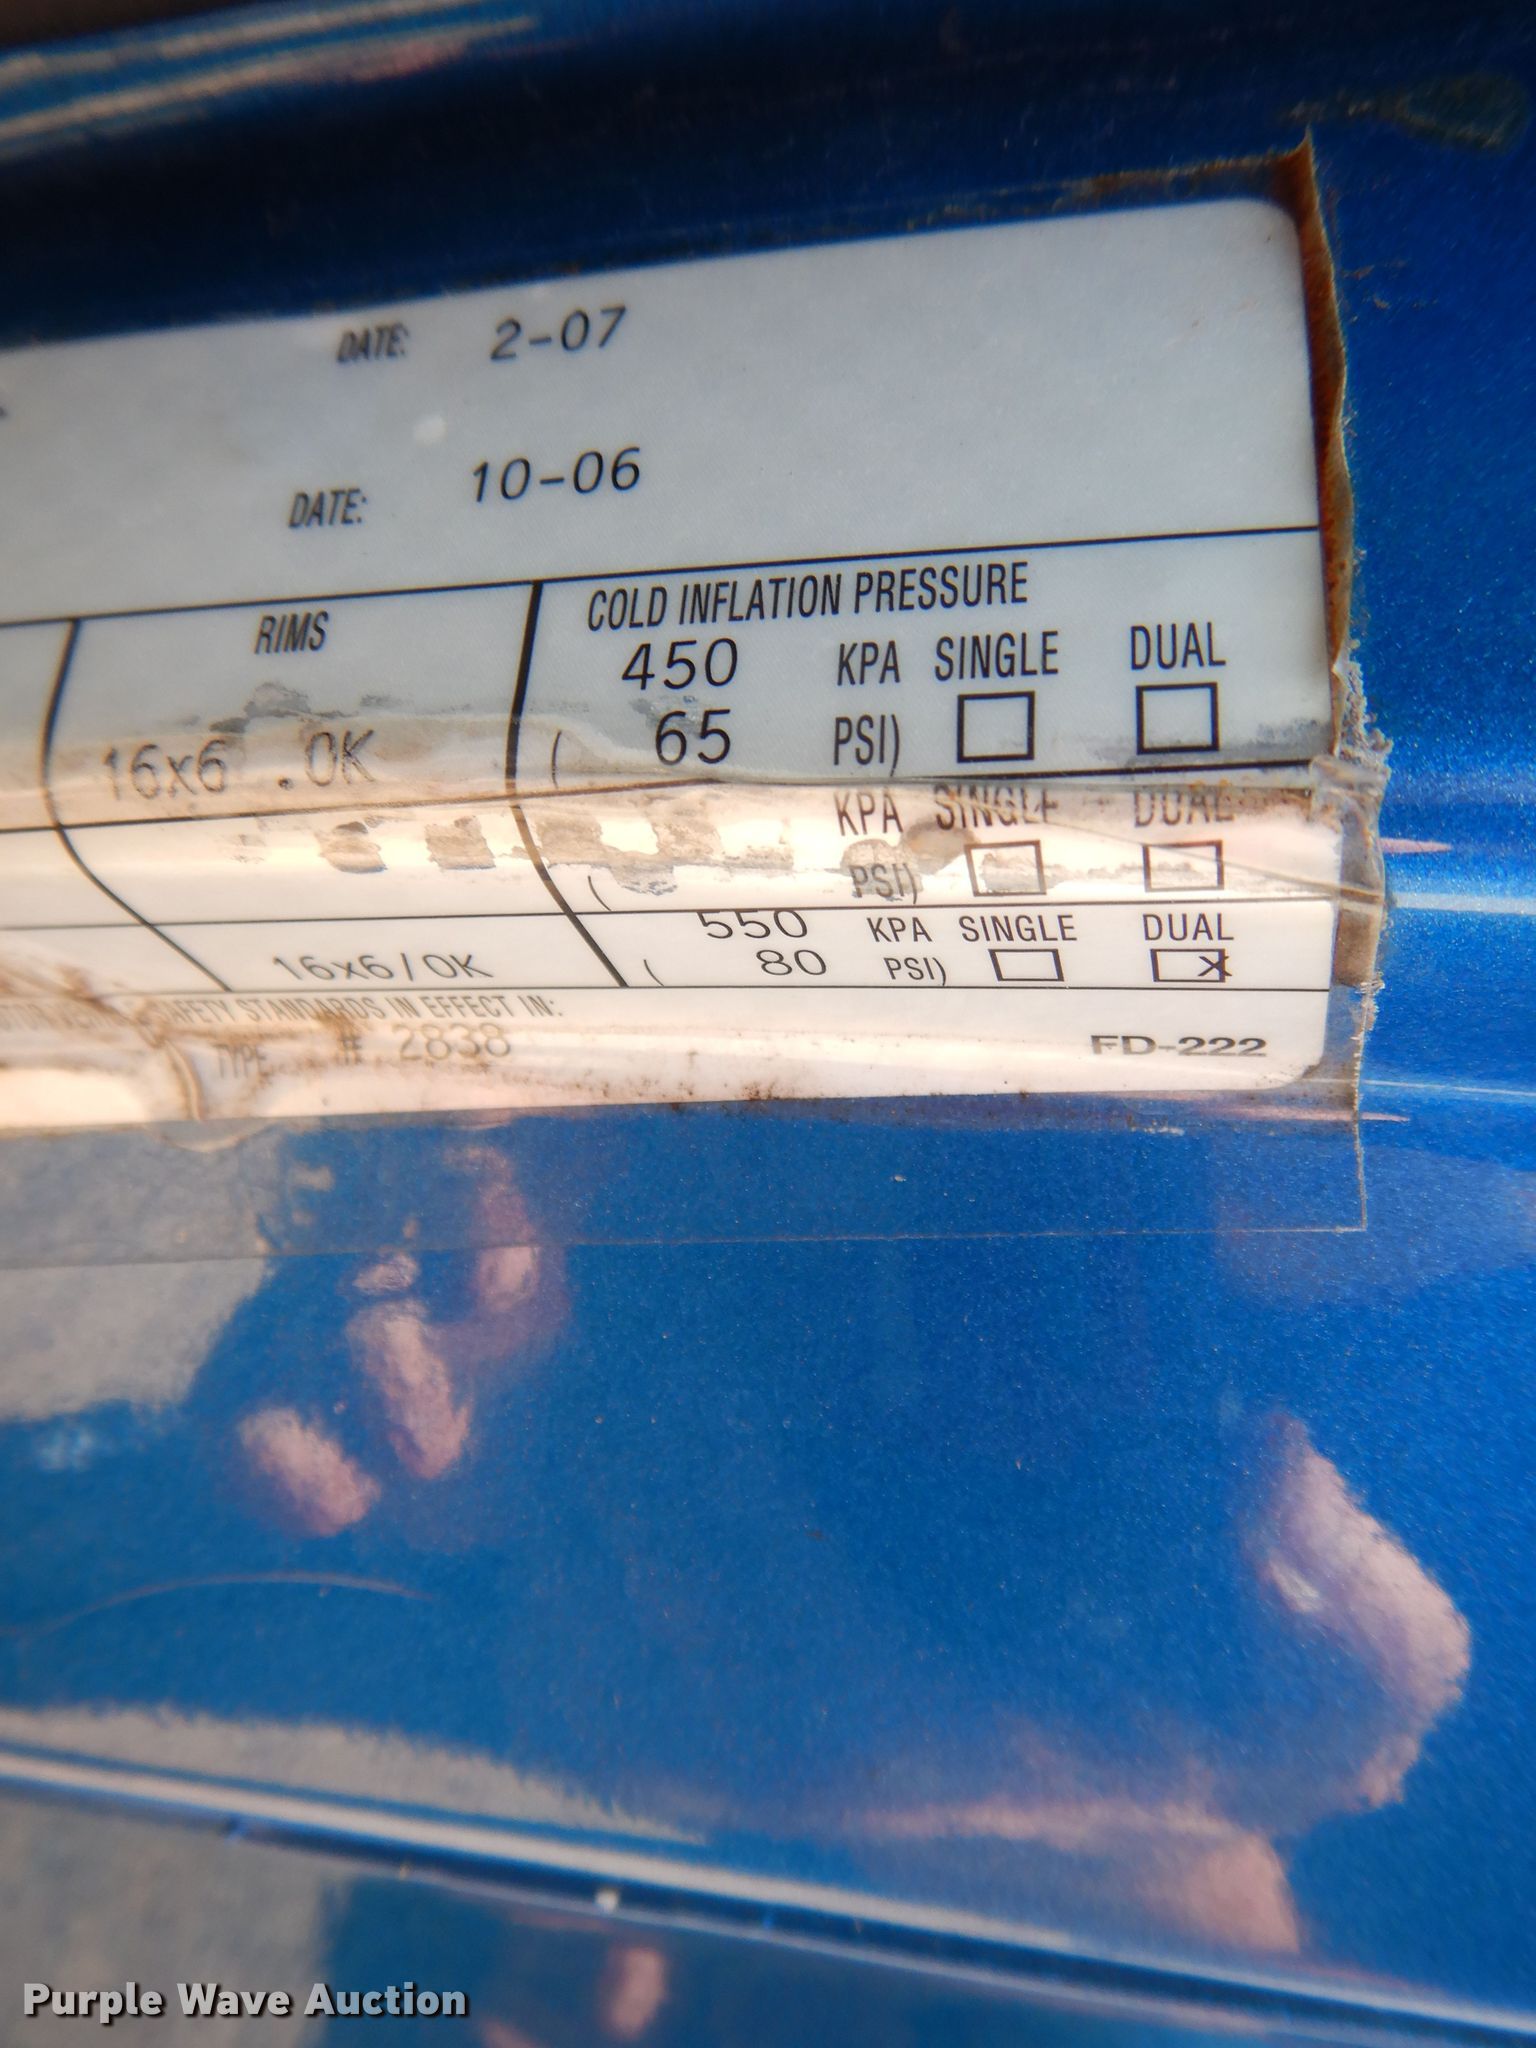 DATE: 2-07
DATE: 10-06
RIMS COLD INFLATION PRESSURE
450 KPA SINGLE DUAL
16x6 .0K ( 65 PSI)
KPA SINGLE DUAL
( PSI)
550 KPA SINGLE DUAL
16x6/0K ( 80 PSI) X
SAFETY STANDARDS IN EFFECT IN:
TYPE # 2838 FD-222
Purple Wave Auction